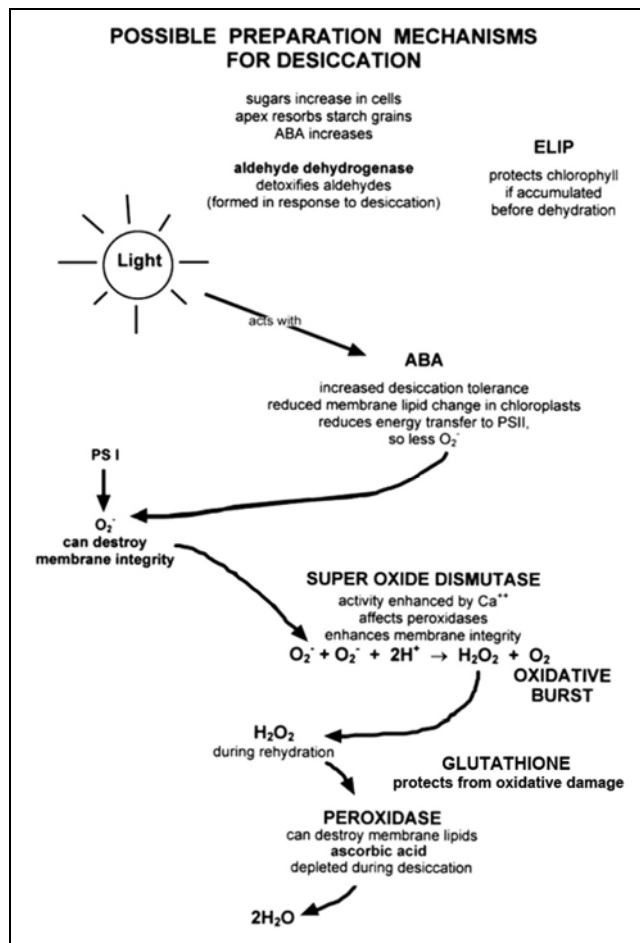 POSSIBLE PREPARATION MECHANISMS
FOR DESICCATION
sugars increase in cells
apex resorbs starch grains
ABA increases
aldehyde dehydrogenase
detoxifies aldehydes
(formed in response to desiccation)
ELIP
protects chlorophyll
if accumulated
before dehydration
Light
acts with
ABA
increased desiccation tolerance
reduced membrane lipid change in chloroplasts
reduces energy transfer to PSII,
so less O₂⁻
PS I
O₂⁻
can destroy
membrane integrity
SUPER OXIDE DISMUTASE
activity enhanced by Ca⁺⁺
affects peroxidases
enhances membrane integrity
O₂⁻ + O₂⁻ + 2H⁺ → H₂O₂ + O₂
OXIDATIVE
BURST
H₂O₂
during rehydration
GLUTATHIONE
protects from oxidative damage
PEROXIDASE
can destroy membrane lipids
ascorbic acid
depleted during desiccation
2H₂O